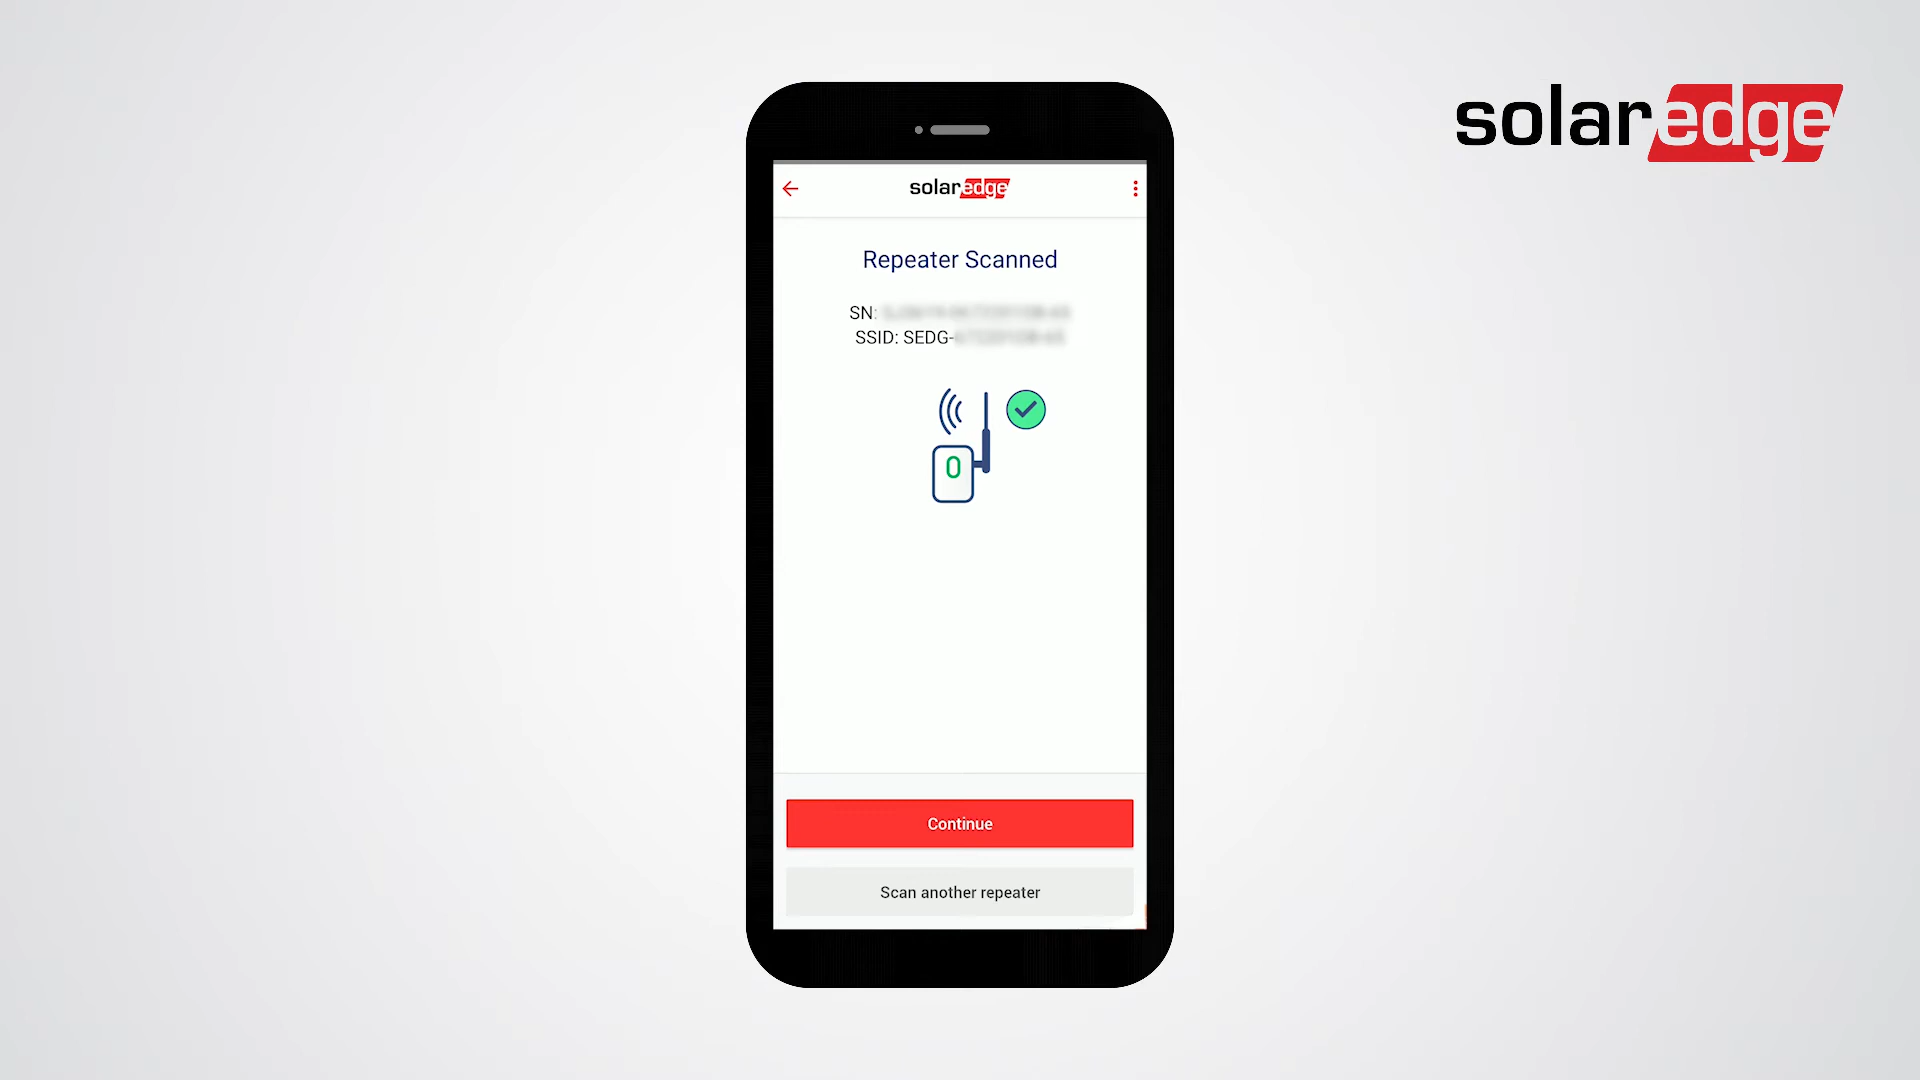 solaredge
solaredge
Repeater Scanned
SN:
SSID: SEDG-
0
Continue
Scan another repeater